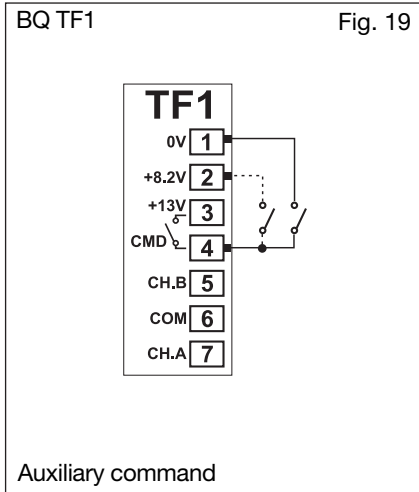 BQ TF1 Fig. 19
TF1
0V 1
+8.2V 2
+13V 3
CMD 4
CH.B 5
COM 6
CH.A 7
Auxiliary command